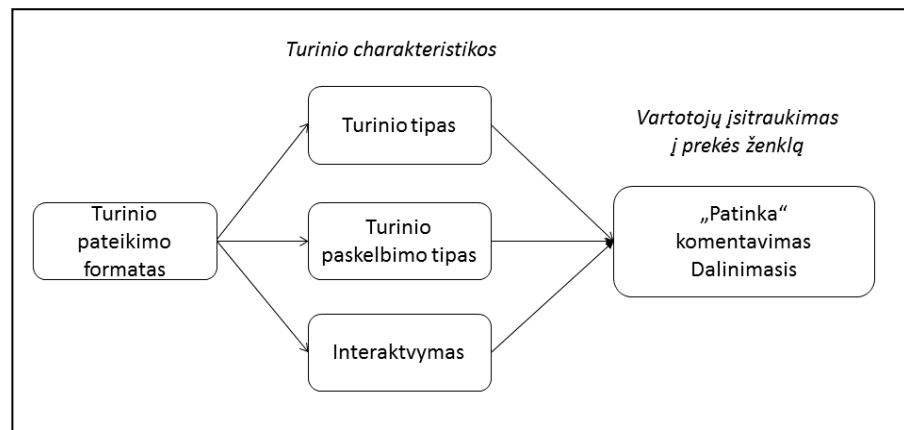 Turinio charakteristikos
Turinio tipas
Vartotojų įsitraukimas
į prekės ženklą
Turinio
pateikimo
formatas
Turinio
paskelbimo tipas
„Patinka“
komentavimas
Dalinimasis
Interaktvymas